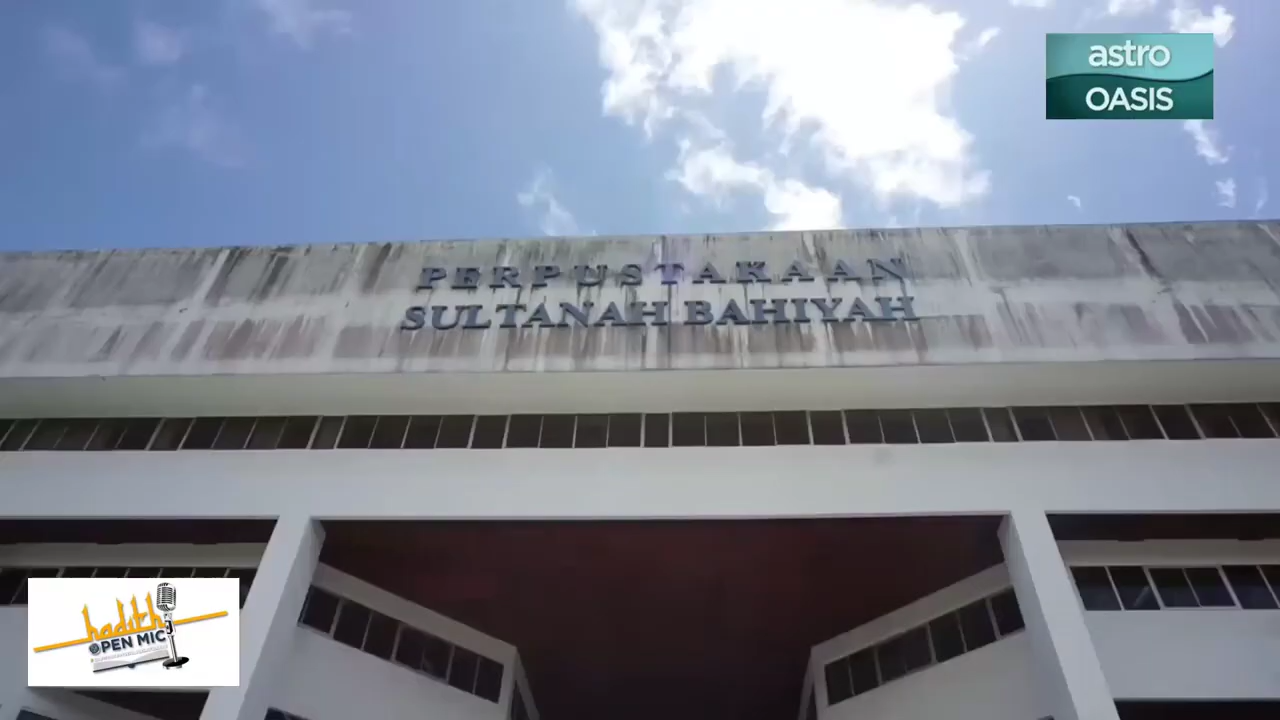 astro
OASIS
PERPUSTAKAAN
SULTANAH BAHIYAH
hadith
OPEN MIC